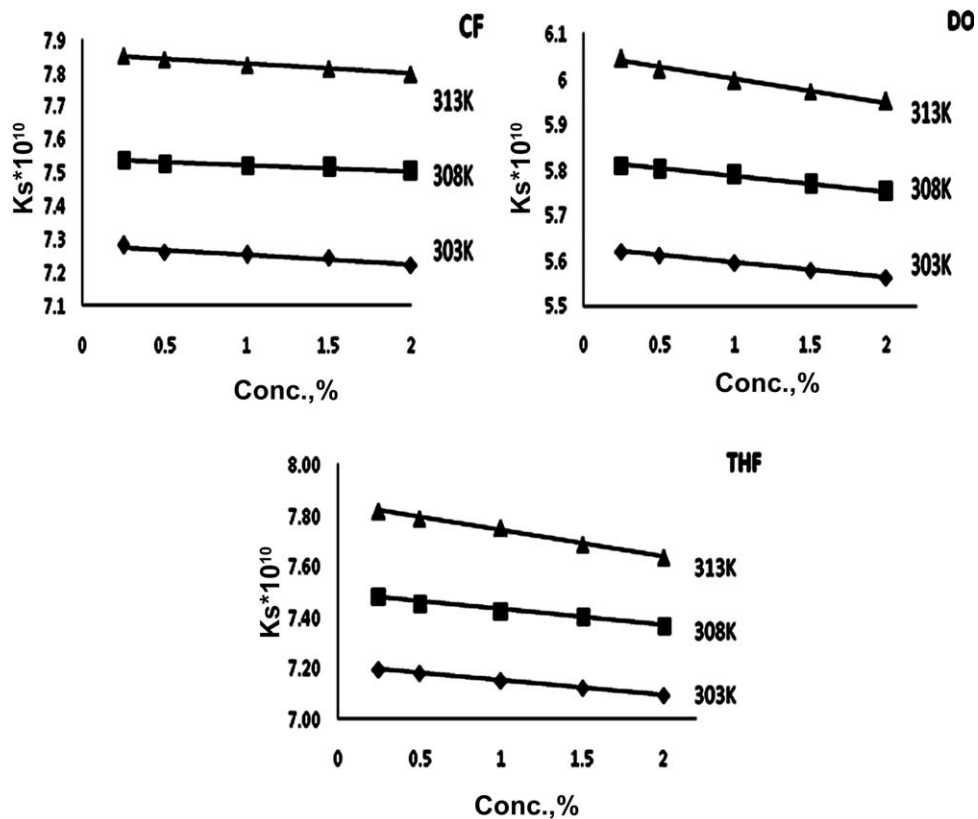 CF
7.9
7.8
7.7
7.6
7.5
7.4
7.3
7.2
7.1
Ks*10¹⁰
313K
308K
303K
0 0.5 1 1.5 2
Conc.,%
DO
6.1
6
5.9
5.8
5.7
5.6
5.5
Ks*10¹⁰
313K
308K
303K
0 0.5 1 1.5 2
Conc.,%
THF
8.00
7.80
7.60
7.40
7.20
7.00
Ks*10¹⁰
313K
308K
303K
0 0.5 1 1.5 2
Conc.,%